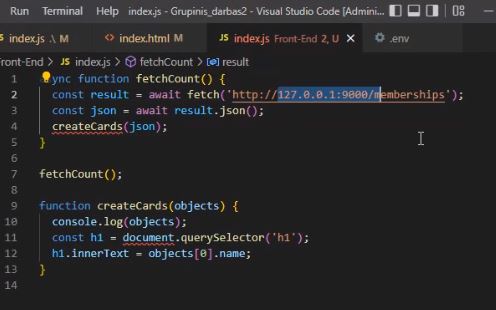 Run Terminal Help index.js - Grupinis_darbas2 - Visual Studio Code [Admini...
index.js .\ M index.html M index.js Front-End 2, U .env
Front-End > JS index.js > fetchCount > result
1 ync function fetchCount() {
2 const result = await fetch('http://127.0.0.1:9000/memberships');
3 const json = await result.json();
4 createCards(json);
5 }
6
7 fetchCount();
8
9 function createCards(objects) {
10 console.log(objects);
11 const h1 = document.querySelector('h1');
12 h1.innerText = objects[0].name;
13 }
14